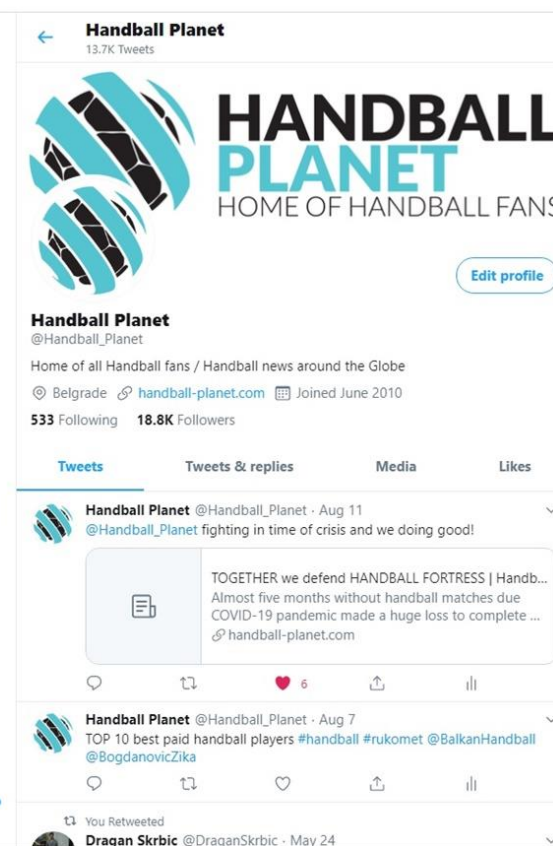 Handball Planet
13.7K Tweets
HANDBALL
PLANET
HOME OF HANDBALL FANS
Edit profile
Handball Planet
@Handball_Planet
Home of all Handball fans / Handball news around the Globe
Belgrade handball-planet.com Joined June 2010
533 Following 18.8K Followers
Tweets Tweets & replies Media Likes
Handball Planet @Handball_Planet · Aug 11
@Handball_Planet fighting in time of crisis and we doing good!
TOGETHER we defend HANDBALL FORTRESS | Handb...
Almost five months without handball matches due
COVID-19 pandemic made a huge loss to complete ...
handball-planet.com
6
Handball Planet @Handball_Planet · Aug 7
TOP 10 best paid handball players #handball #rukomet @BalkanHandball
@BogdanovicZika
You Retweeted
Dragan Skrbic @DraganSkrbic · May 24